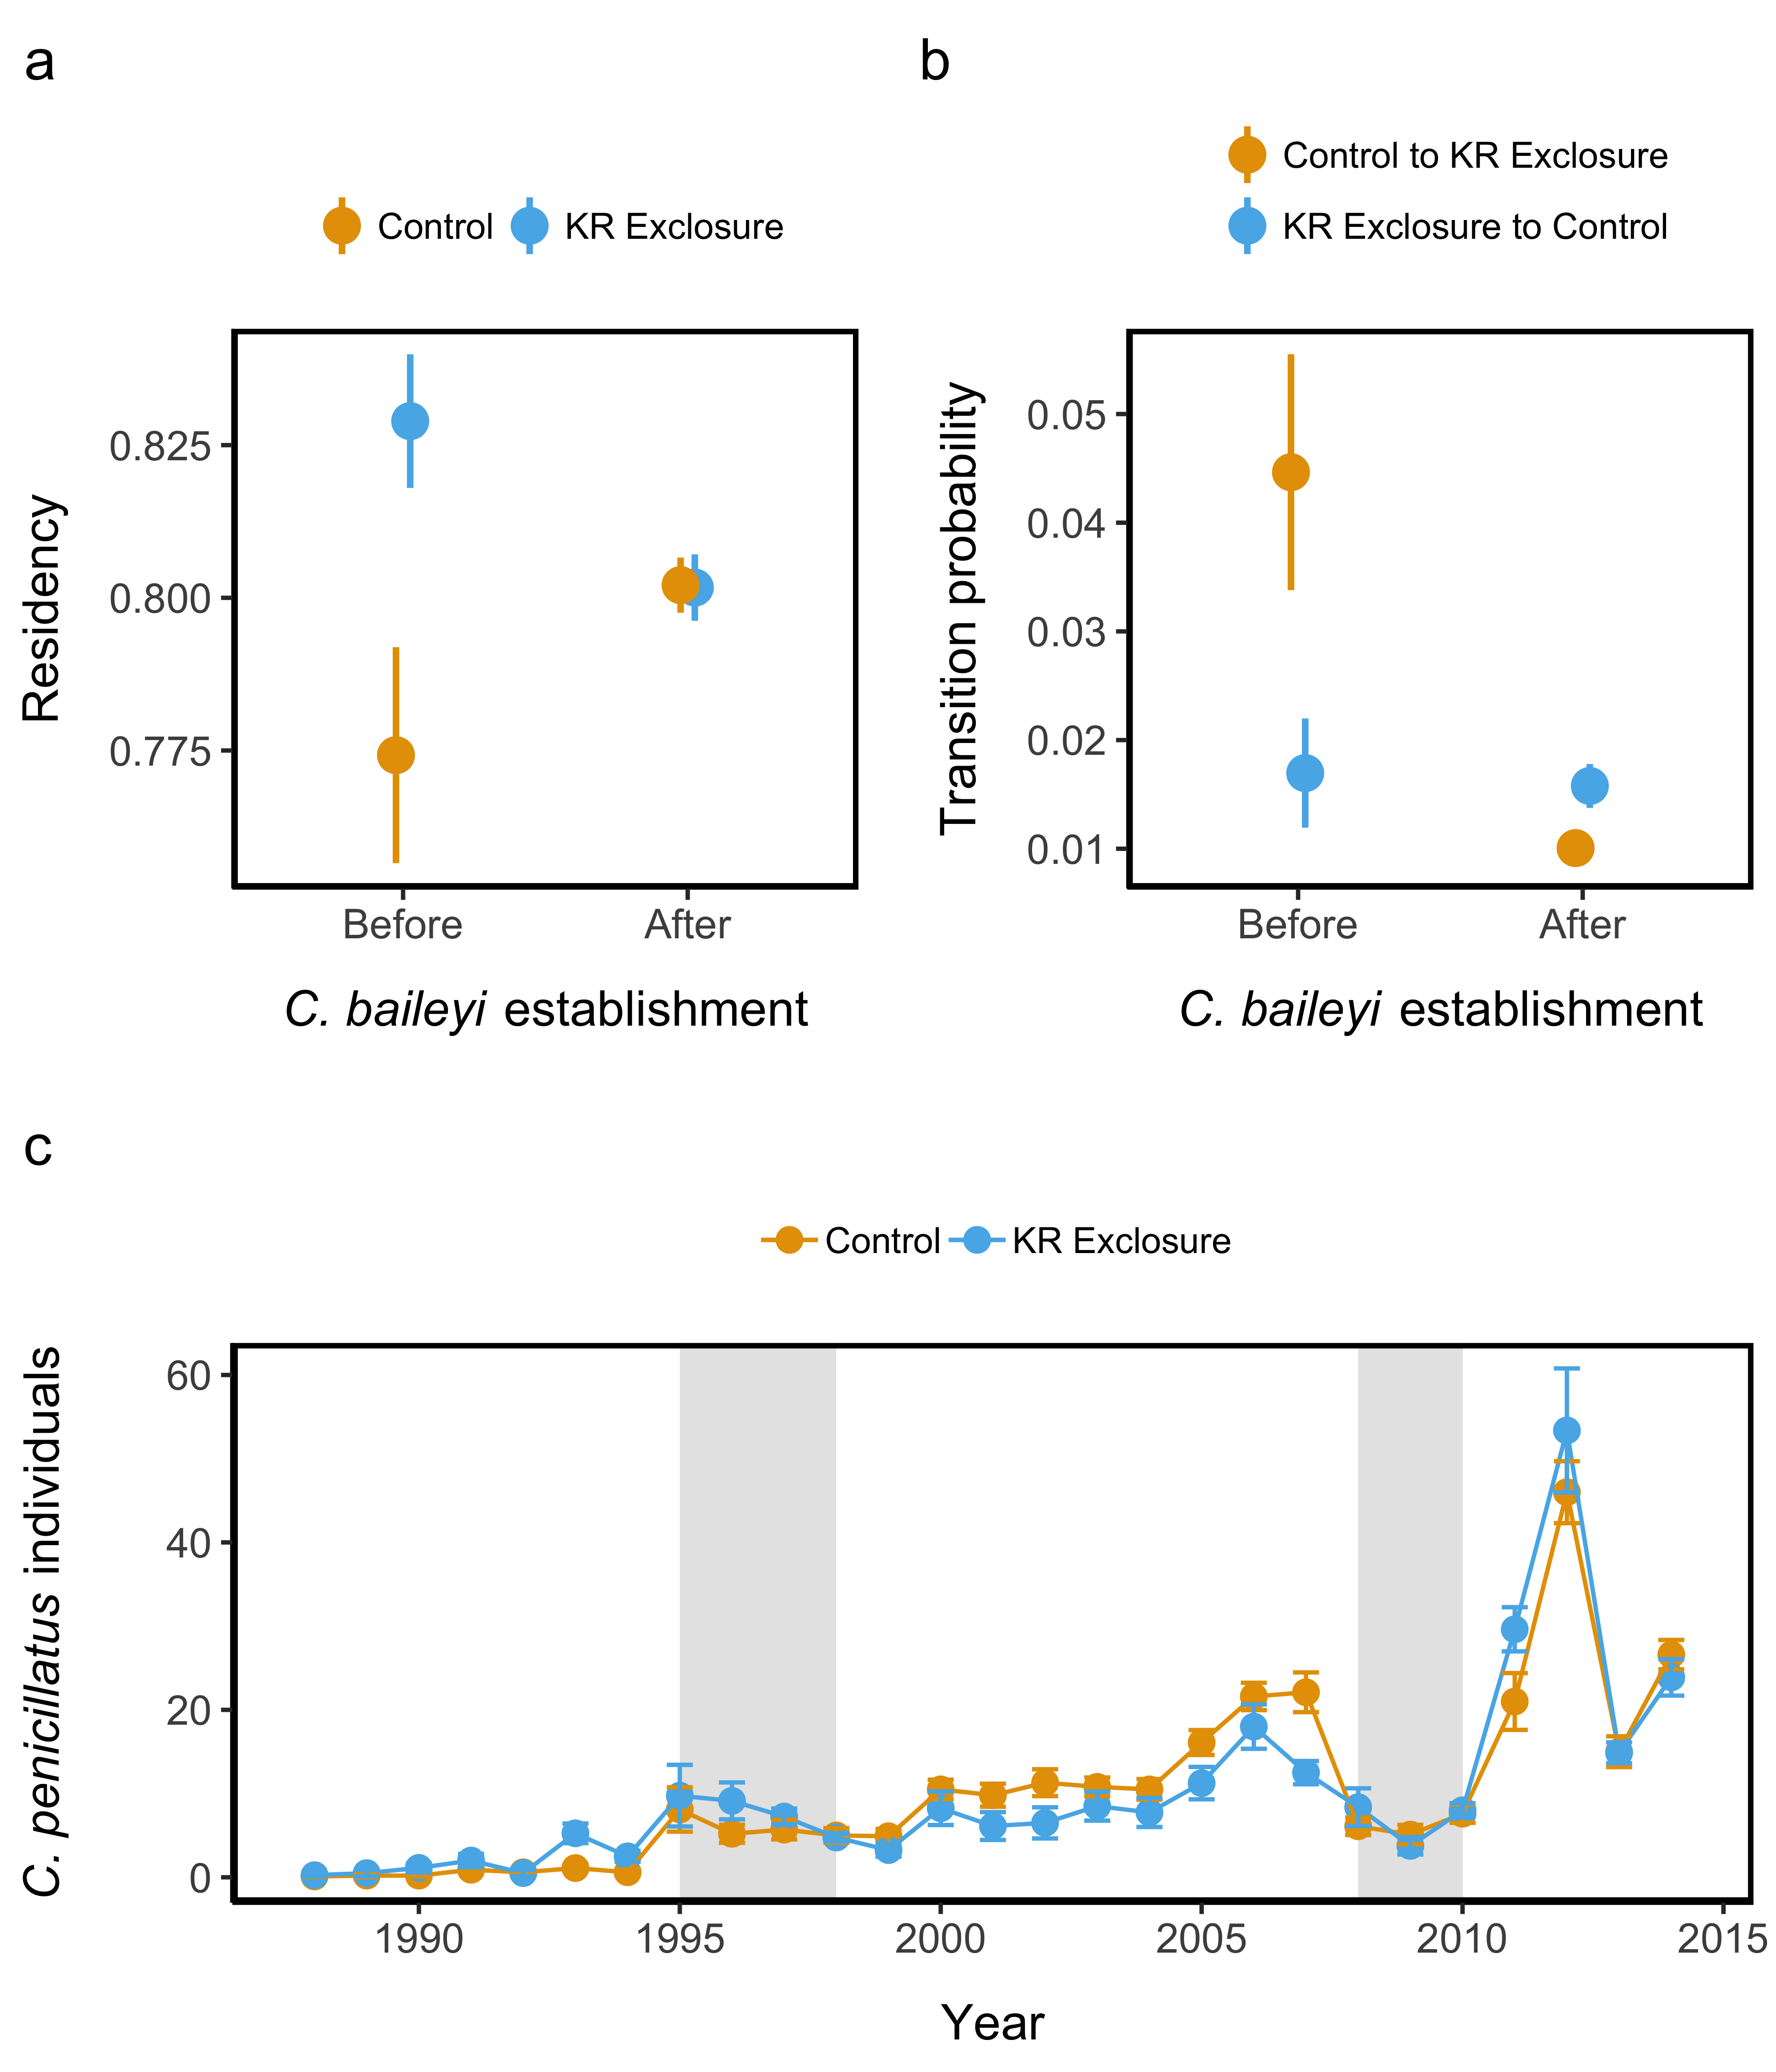 a
Control KR Exclosure
Residency
0.825
0.800
0.775
Before After
C. baileyi establishment
b
Control to KR Exclosure
KR Exclosure to Control
Transition probability
0.05
0.04
0.03
0.02
0.01
Before After
C. baileyi establishment
c
Control KR Exclosure
C. penicillatus individuals
60
40
20
0
1990 1995 2000 2005 2010 2015
Year